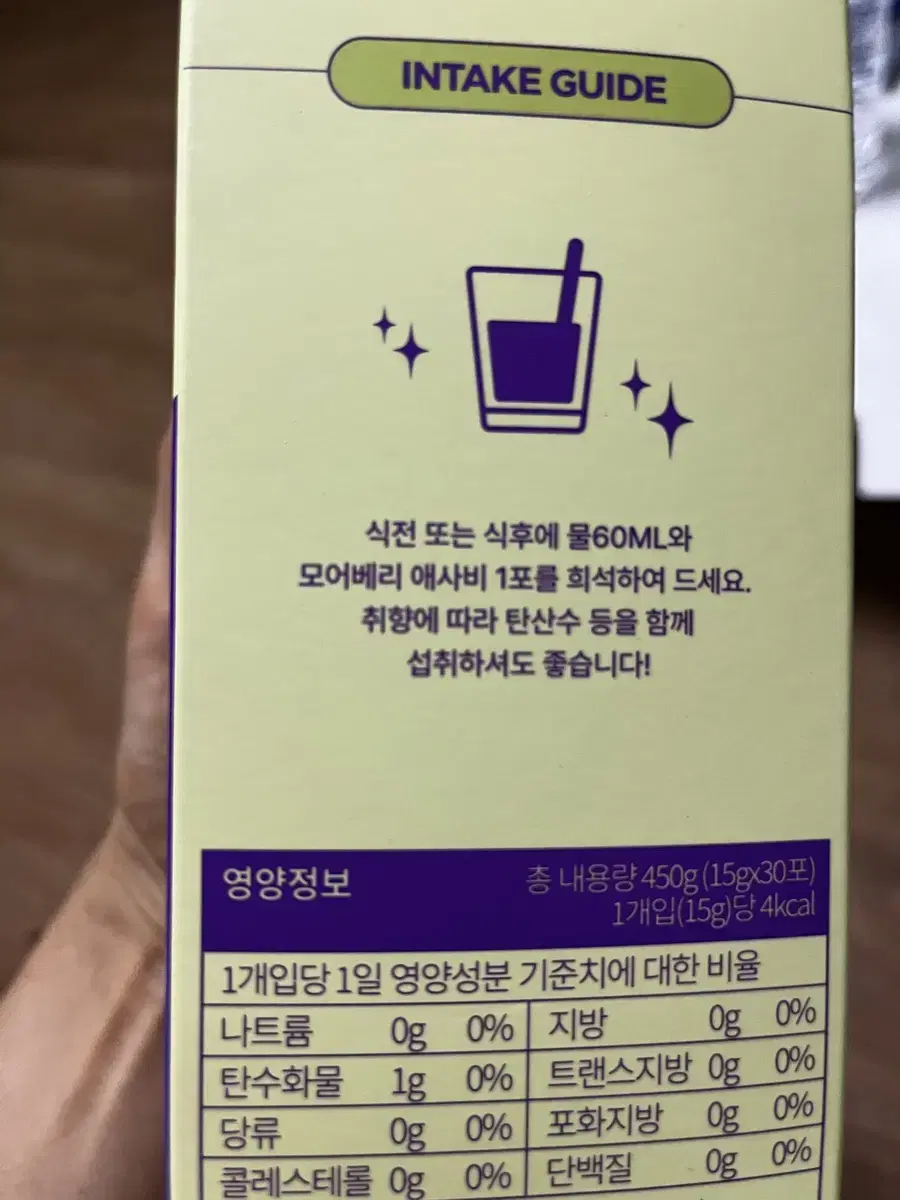 INTAKE GUIDE
식전 또는 식후에 물60ML와
모어베리 애사비 1포를 희석하여 드세요.
취향에 따라 탄산수 등을 함께
섭취하셔도 좋습니다!
영양정보 총 내용량 450g (15gx30포)
1개입(15g)당 4kcal
1개입당 1일 영양성분 기준치에 대한 비율
나트륨 0g 0% 지방 0g 0%
탄수화물 1g 0% 트랜스지방 0g 0%
당류 0g 0% 포화지방 0g 0%
콜레스테롤 0g 0% 단백질 0g 0%